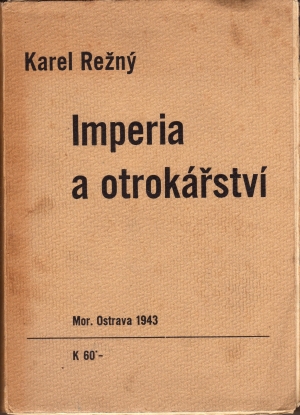 Karel Režný
Imperia
a otrokářství
Mor. Ostrava 1943
K 60·-